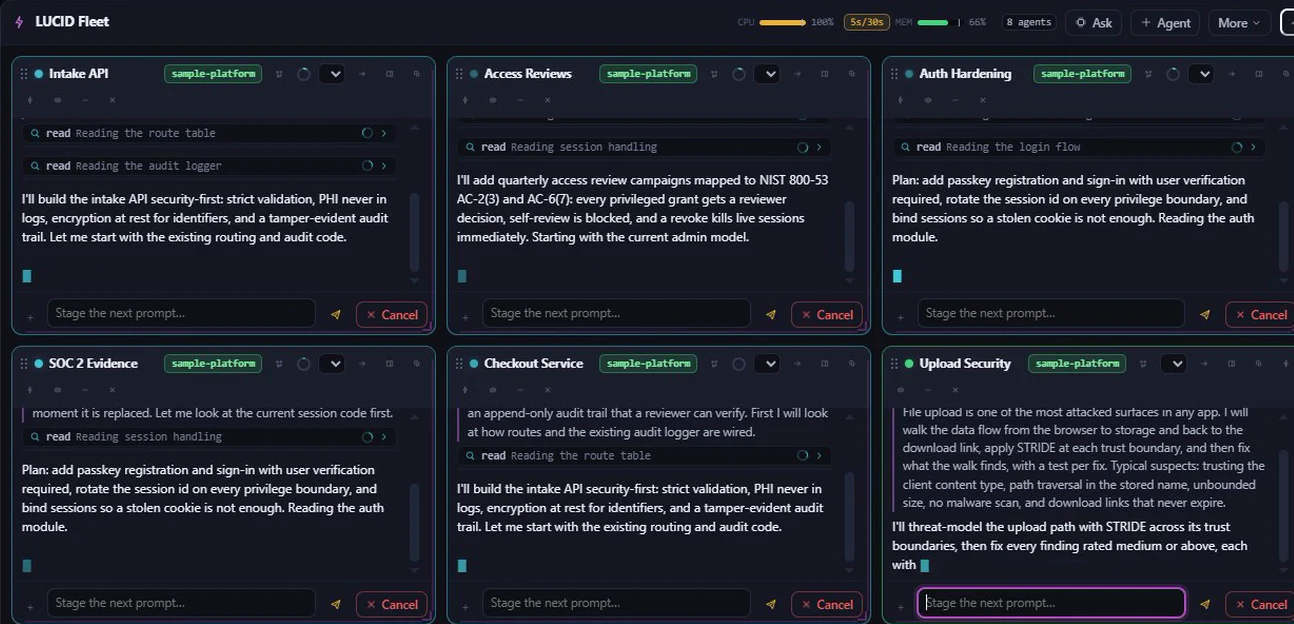 LUCID Fleet
CPU 100% 5s/30s MEM 66% 8 agents Ask + Agent More
Intake API sample-platform
read Reading the route table
read Reading the audit logger
I'll build the intake API security-first: strict validation, PHI never in
logs, encryption at rest for identifiers, and a tamper-evident audit
trail. Let me start with the existing routing and audit code.
Stage the next prompt...
Cancel
Access Reviews sample-platform
read Reading session handling
I'll add quarterly access review campaigns mapped to NIST 800-53
AC-2(3) and AC-6(7): every privileged grant gets a reviewer
decision, self-review is blocked, and a revoke kills live sessions
immediately. Starting with the current admin model.
Stage the next prompt...
Cancel
Auth Hardening sample-platform
read Reading the login flow
Plan: add passkey registration and sign-in with user verification
required, rotate the session id on every privilege boundary, and
bind sessions so a stolen cookie is not enough. Reading the auth
module.
Stage the next prompt...
Cancel
SOC 2 Evidence sample-platform
moment it is replaced. Let me look at the current session code first.
read Reading session handling
Plan: add passkey registration and sign-in with user verification
required, rotate the session id on every privilege boundary, and
bind sessions so a stolen cookie is not enough. Reading the auth
module.
Stage the next prompt...
Cancel
Checkout Service sample-platform
an append-only audit trail that a reviewer can verify. First I will look
at how routes and the existing audit logger are wired.
read Reading the route table
I'll build the intake API security-first: strict validation, PHI never in
logs, encryption at rest for identifiers, and a tamper-evident audit
trail. Let me start with the existing routing and audit code.
Stage the next prompt...
Cancel
Upload Security sample-platform
File upload is one of the most attacked surfaces in any app. I will
walk the data flow from the browser to storage and back to the
download link, apply STRIDE at each trust boundary, and then fix
what the walk finds, with a test per fix. Typical suspects: trusting the
client content type, path traversal in the stored name, unbounded
size, no malware scan, and download links that never expire.
I'll threat-model the upload path with STRIDE across its trust
boundaries, then fix every finding rated medium or above, each
with
Stage the next prompt...
Cancel